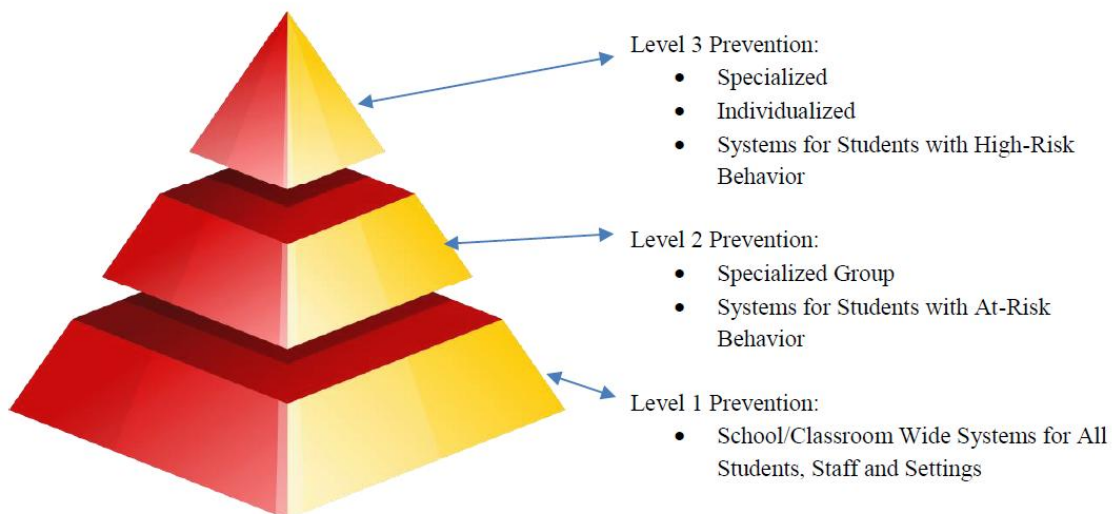 Level 3 Prevention:
• Specialized
• Individualized
• Systems for Students with High-Risk
Behavior
Level 2 Prevention:
• Specialized Group
• Systems for Students with At-Risk
Behavior
Level 1 Prevention:
• School/Classroom Wide Systems for All
Students, Staff and Settings